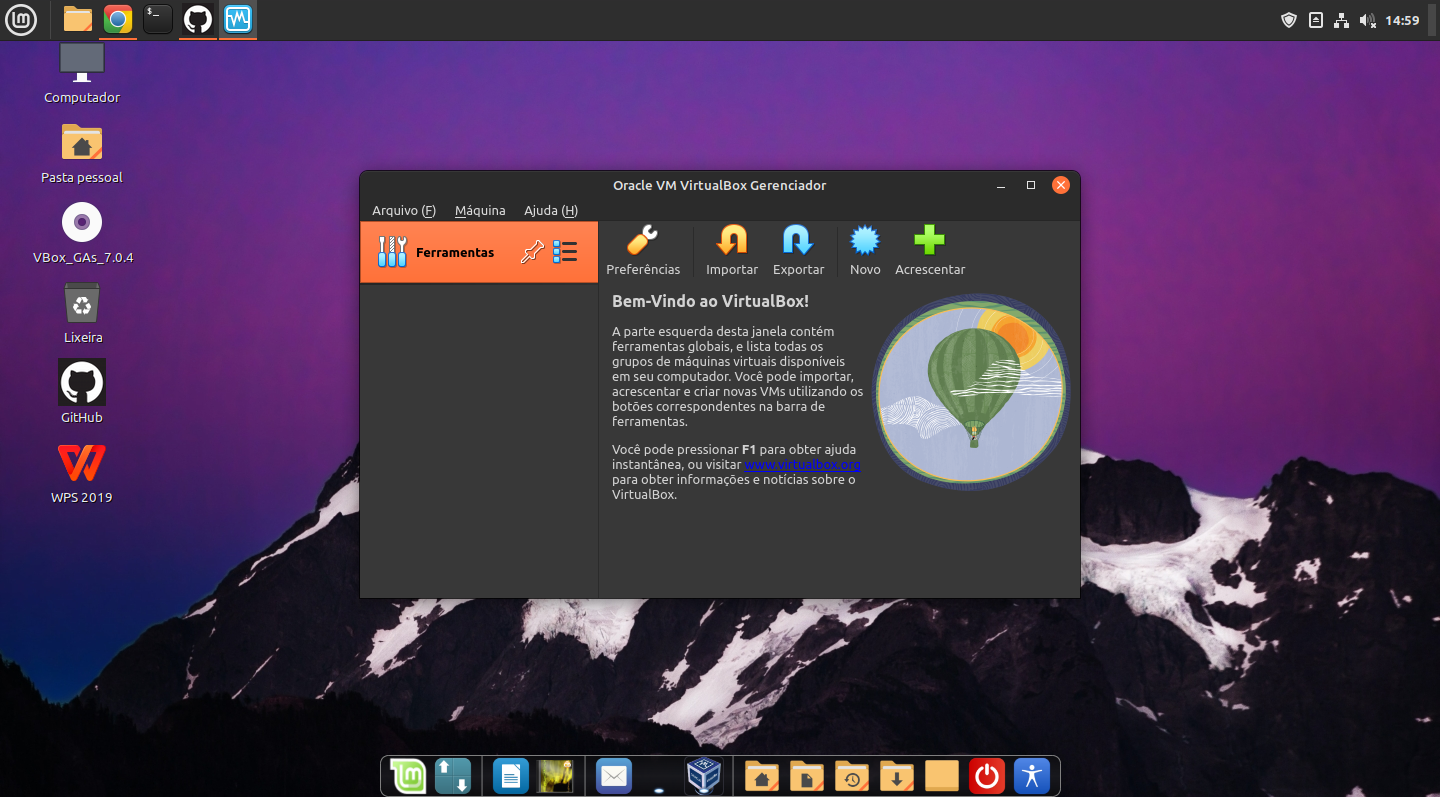 $_
14:59
Computador
Pasta pessoal
VBox_GAs_7.0.4
Lixeira
GitHub
WPS 2019
Oracle VM VirtualBox Gerenciador
Arquivo (F) Máquina Ajuda (H)
Ferramentas
Preferências Importar Exportar Novo Acrescentar
Bem-Vindo ao VirtualBox!
A parte esquerda desta janela contém
ferramentas globais, e lista todas os
grupos de máquinas virtuais disponíveis
em seu computador. Você pode importar,
acrescentar e criar novas VMs utilizando os
botões correspondentes na barra de
ferramentas.
Você pode pressionar F1 para obter ajuda
instantânea, ou visitar www.virtualbox.org
para obter informações e notícias sobre o
VirtualBox.